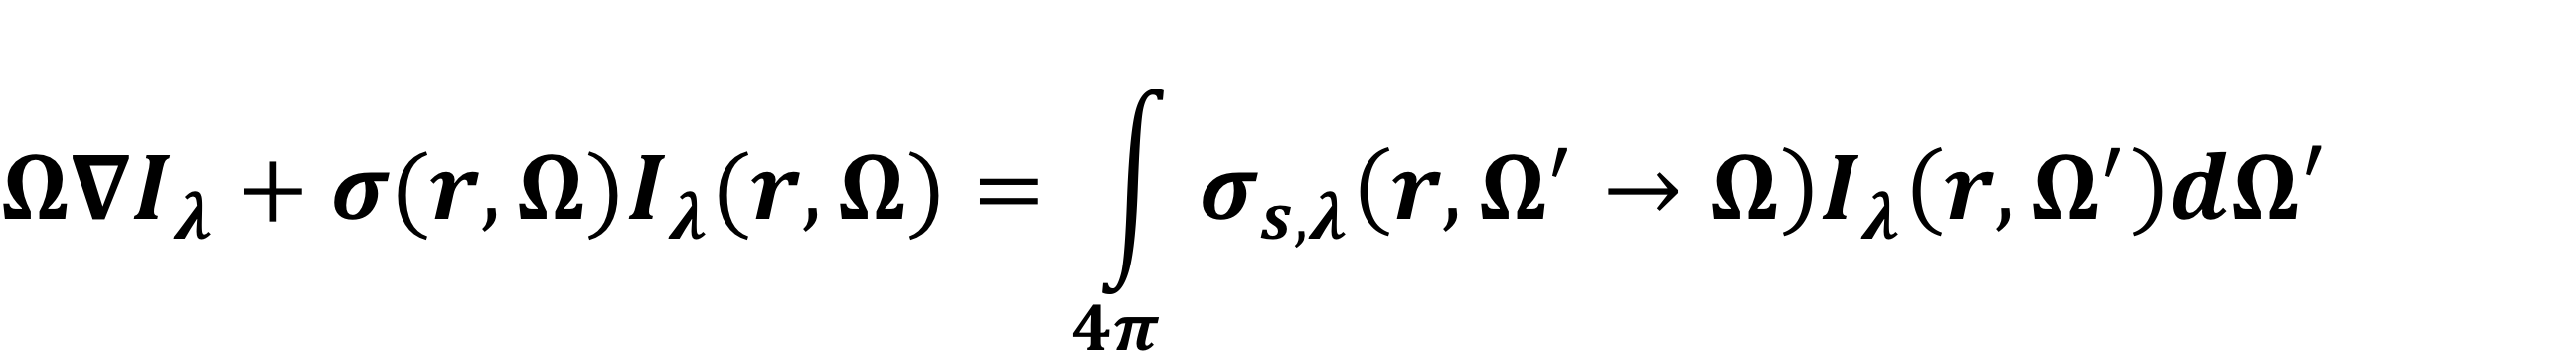 Ω∇I_λ + σ(r, Ω)I_λ(r, Ω) = ∫_{4π} σ_{s,λ}(r, Ω′ → Ω)I_λ(r, Ω′)dΩ′